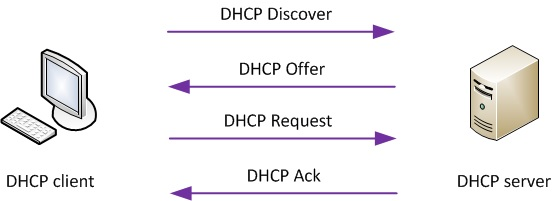 DHCP Discover
DHCP Offer
DHCP Request
DHCP Ack
DHCP client
DHCP server